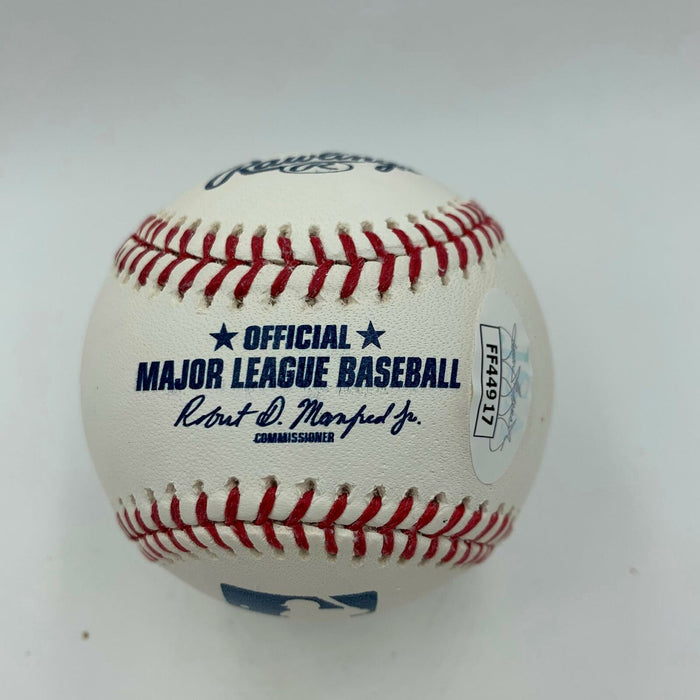 Rawlings
R
★ OFFICIAL ★
MAJOR LEAGUE BASEBALL
Robert D. Manfred Jr.
COMMISSIONER
FF44917